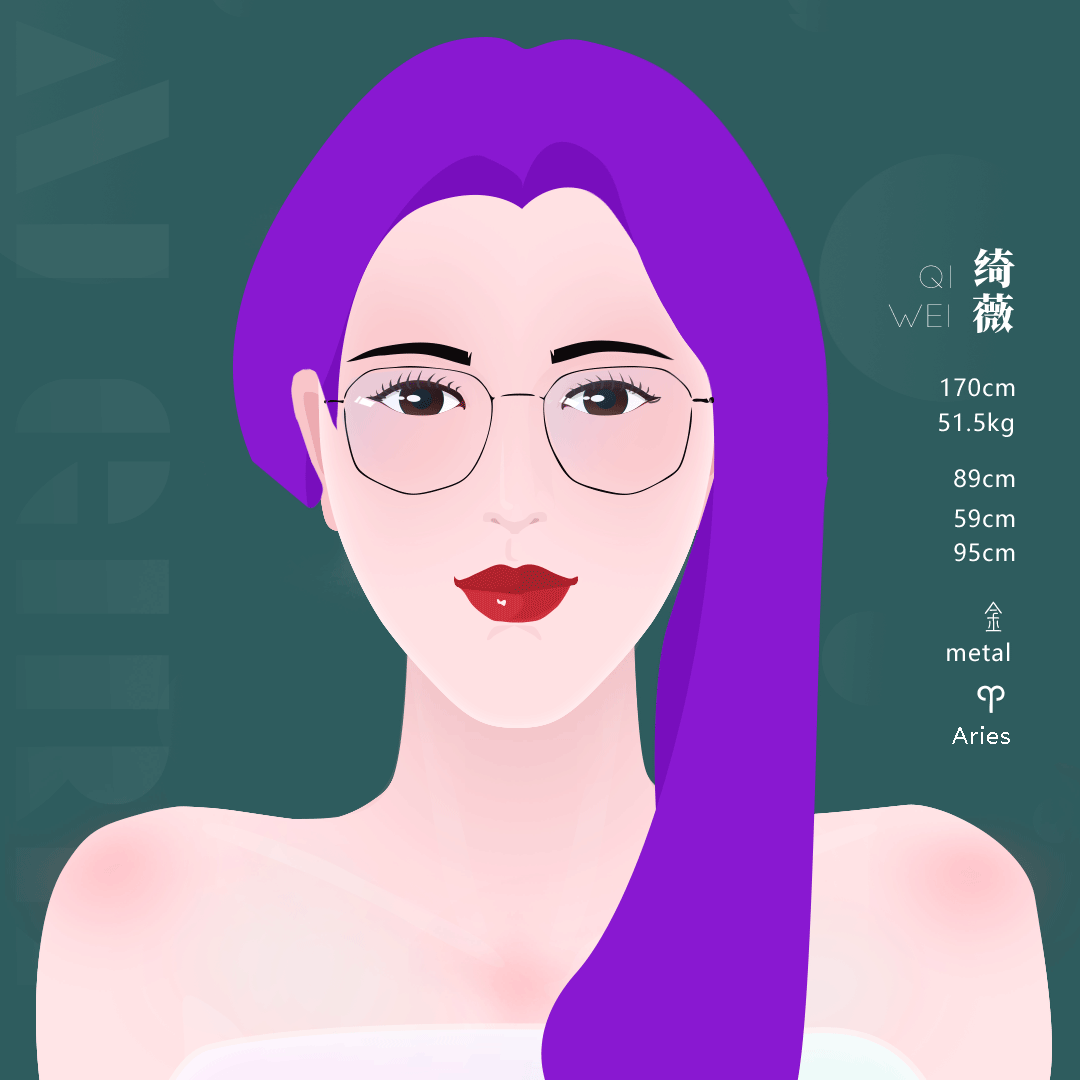 绮薇
QI
WEI
170cm
51.5kg
89cm
59cm
95cm
金
metal
♈
Aries